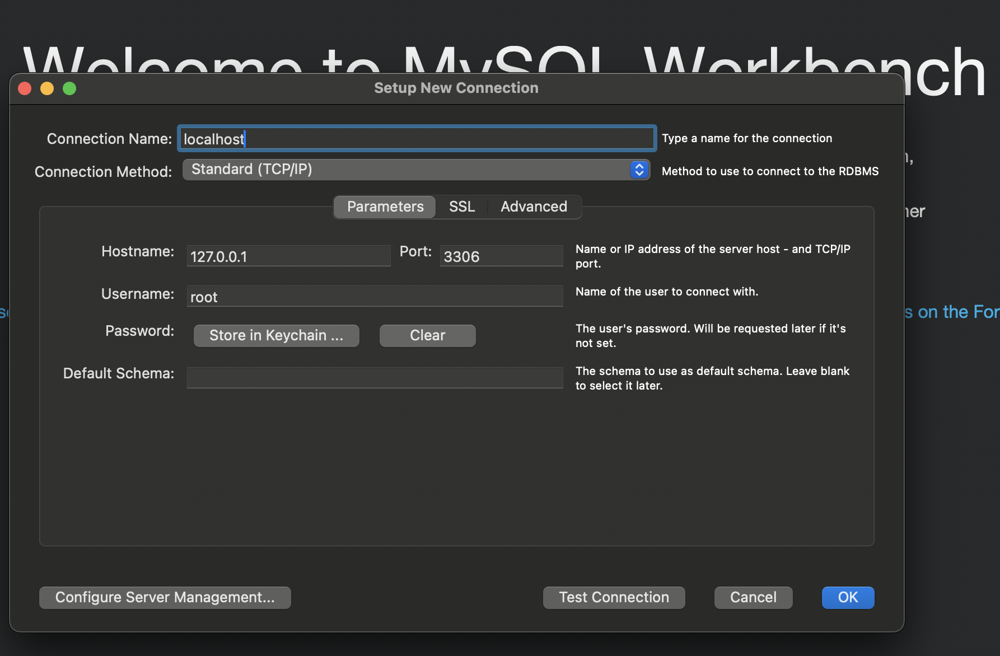 Welcome to MySQL Workbench
Setup New Connection
Connection Name: localhost Type a name for the connection
Connection Method: Standard (TCP/IP) Method to use to connect to the RDBMS
Parameters SSL Advanced
Hostname: 127.0.0.1 Port: 3306 Name or IP address of the server host - and TCP/IP
port.
Username: root Name of the user to connect with.
s on the For
Password: Store in Keychain ... Clear The user's password. Will be requested later if it's
not set.
Default Schema: The schema to use as default schema. Leave blank
to select it later.
Configure Server Management... Test Connection Cancel OK